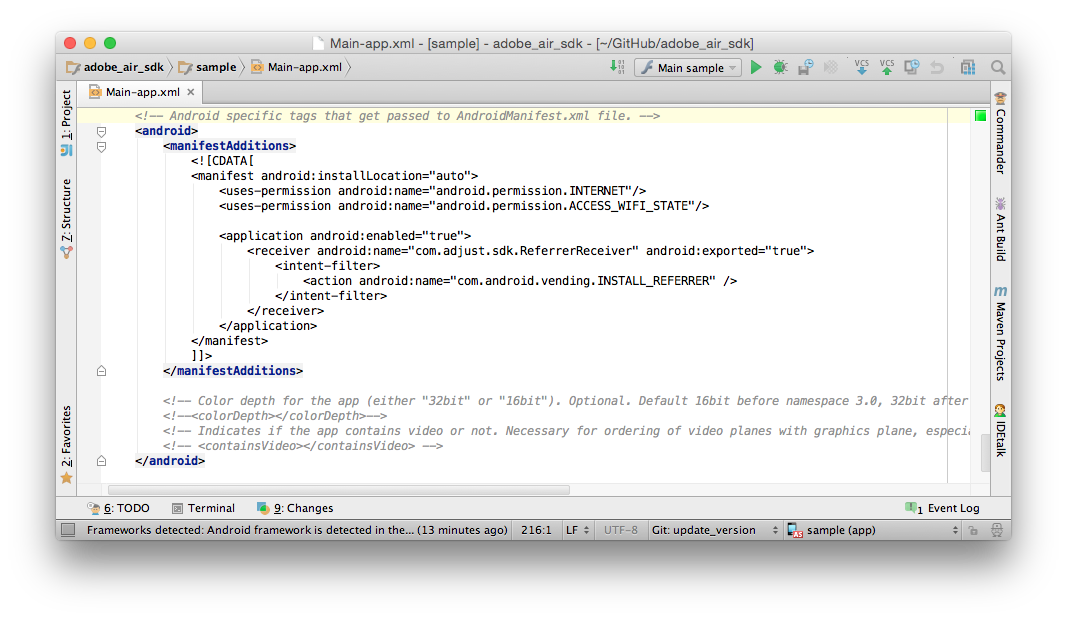 Main-app.xml - [sample] - adobe_air_sdk - [~/GitHub/adobe_air_sdk]
adobe_air_sdk sample Main-app.xml Main sample VCS VCS
Main-app.xml
1: Project
7: Structure
2: Favorites
<!-- Android specific tags that get passed to AndroidManifest.xml file. -->
<android>
<manifestAdditions>
<![CDATA[
<manifest android:installLocation="auto">
<uses-permission android:name="android.permission.INTERNET"/>
<uses-permission android:name="android.permission.ACCESS_WIFI_STATE"/>
<application android:enabled="true">
<receiver android:name="com.adjust.sdk.ReferrerReceiver" android:exported="true">
<intent-filter>
<action android:name="com.android.vending.INSTALL_REFERRER" />
</intent-filter>
</receiver>
</application>
</manifest>
]]>
</manifestAdditions>
<!-- Color depth for the app (either "32bit" or "16bit"). Optional. Default 16bit before namespace 3.0, 32bit after
<!--<colorDepth></colorDepth>-->
<!-- Indicates if the app contains video or not. Necessary for ordering of video planes with graphics plane, especia
<!-- <containsVideo></containsVideo> -->
</android>
Commander
Ant Build
m Maven Projects
IDEtalk
6: TODO Terminal 9: Changes 1 Event Log
Frameworks detected: Android framework is detected in the... (13 minutes ago) 216:1 LF UTF-8 Git: update_version sample (app)